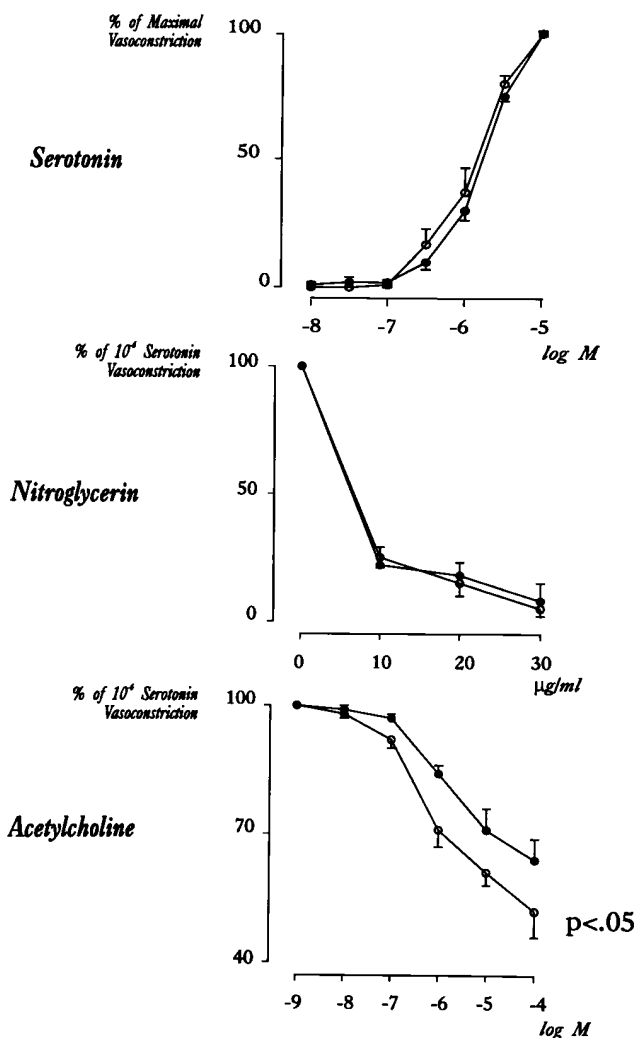 % of Maximal
Vasoconstriction
100
Serotonin
50
0
-8 -7 -6 -5
log M
% of 10⁴ Serotonin
Vasoconstriction
100
Nitroglycerin
50
0
0 10 20 30
µg/ml
% of 10⁴ Serotonin
Vasoconstriction
100
Acetylcholine
70
p<.05
40
-9 -8 -7 -6 -5 -4
log M